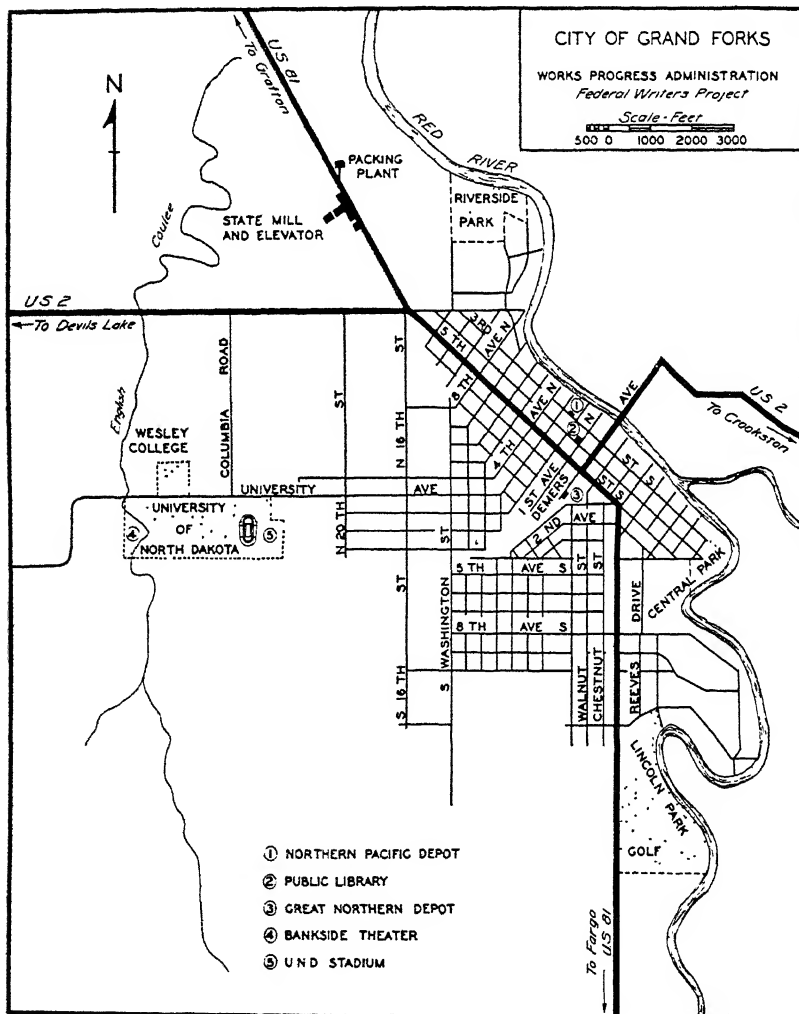 CITY OF GRAND FORKS
WORKS PROGRESS ADMINISTRATION
Federal Writers Project
Scale-Feet
500 0 1000 2000 3000
US 81
To Grafton
N
RED
RIVER
PACKING
PLANT
RIVERSIDE
PARK
STATE MILL
AND ELEVATOR
Coulee
US 2
To Devils Lake
3RD
AVE N
5 TH
ST
ROAD
COLUMBIA
ST
8 TH
AVE N
AVE
US 2
To Crookston
①
②
N
English
N 16 TH
WESLEY
COLLEGE
4 TH
ST S
ST S
UNIVERSITY
AVE
1 ST AVE
DEMERS
③
UNIVERSITY
OF
NORTH DAKOTA
④
⑤
N 20 TH
ST
2 ND
AVE
5 TH AVE S
ST
ST
8 TH AVE S
CENTRAL PARK
ST
S WASHINGTON
DRIVE
S 16 TH
WALNUT
CHESTNUT
REEVES
LINCOLN PARK
GOLF
① NORTHERN PACIFIC DEPOT
② PUBLIC LIBRARY
③ GREAT NORTHERN DEPOT
④ BANKSIDE THEATER
⑤ U N D STADIUM
To Fargo
US 81